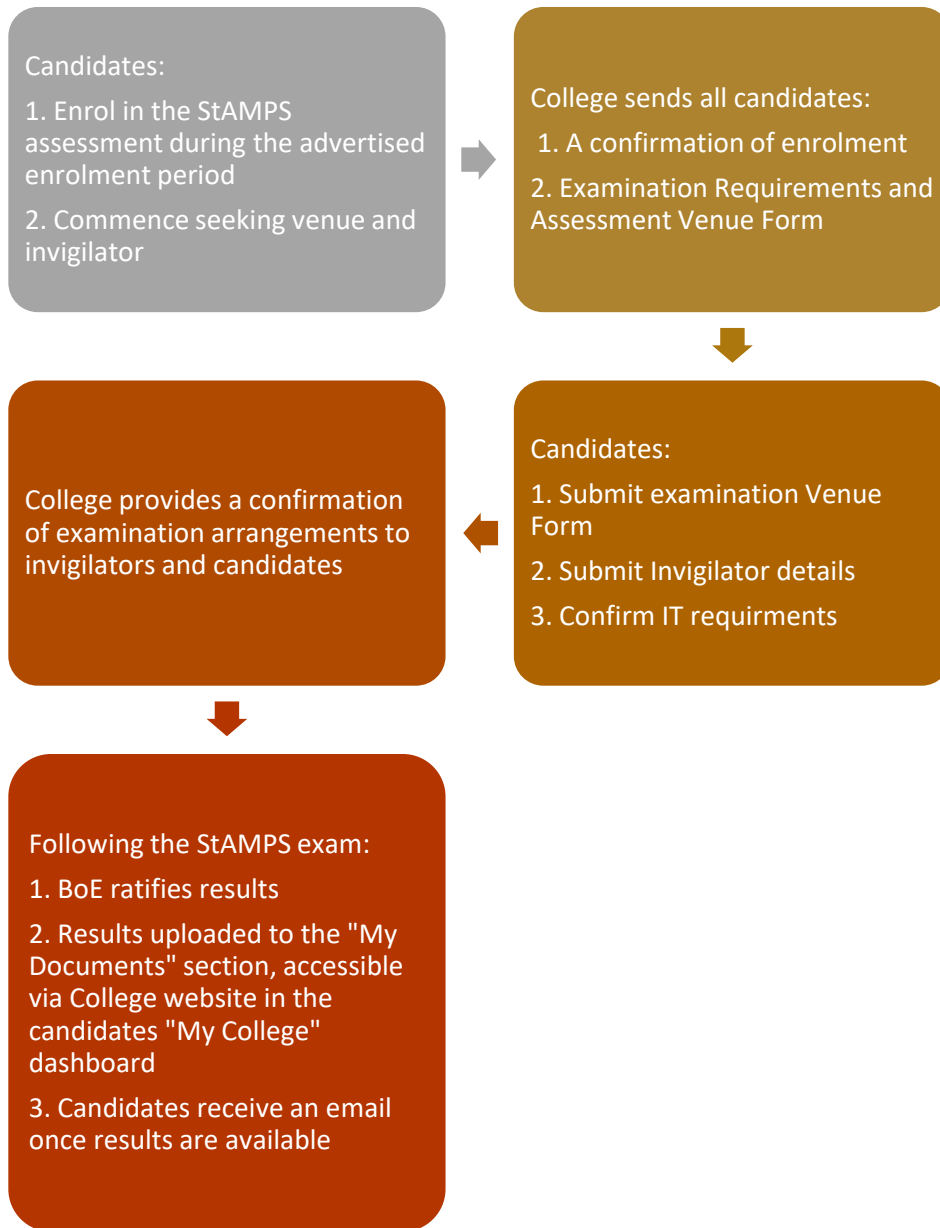 Candidates:
1. Enrol in the StAMPS
assessment during the advertised
enrolment period
2. Commence seeking venue and
invigilator
College sends all candidates:
1. A confirmation of enrolment
2. Examination Requirements and
Assessment Venue Form
Candidates:
1. Submit examination Venue
Form
2. Submit Invigilator details
3. Confirm IT requirments
College provides a confirmation
of examination arrangements to
invigilators and candidates
Following the StAMPS exam:
1. BoE ratifies results
2. Results uploaded to the "My
Documents" section, accessible
via College website in the
candidates "My College"
dashboard
3. Candidates receive an email
once results are available